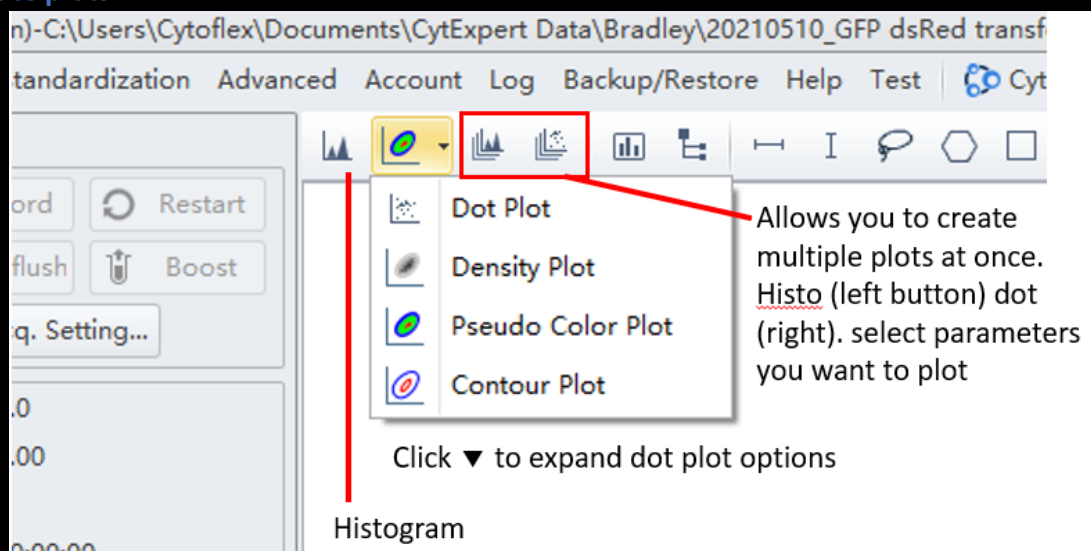 n)-C:\Users\Cytoflex\Documents\CytExpert Data\Bradley\20210510_GFP dsRed transf
tandardization Advanced Account Log Backup/Restore Help Test Cyt
ord Restart
flush Boost
q. Setting...
.0
.00
Dot Plot
Density Plot
Pseudo Color Plot
Contour Plot
Allows you to create
multiple plots at once.
Histo (left button) dot
(right). select parameters
you want to plot
Click ▼ to expand dot plot options
Histogram